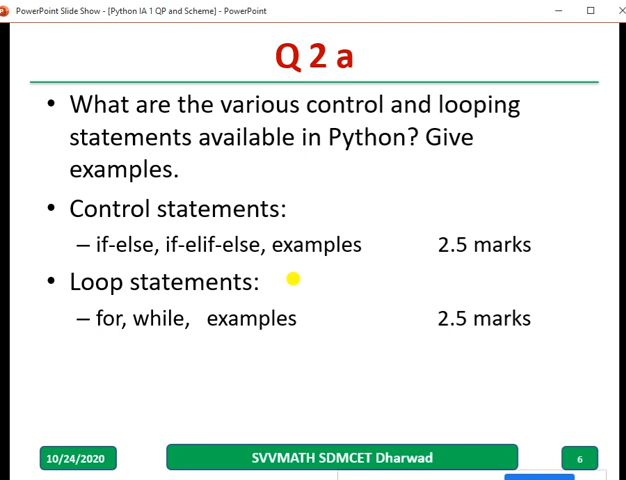 PowerPoint Slide Show - [Python IA 1 QP and Scheme] - PowerPoint
Q 2 a
• What are the various control and looping
statements available in Python? Give
examples.
• Control statements:
– if-else, if-elif-else, examples 2.5 marks
• Loop statements:
– for, while, examples 2.5 marks
10/24/2020 SVVMATH SDMCET Dharwad 6